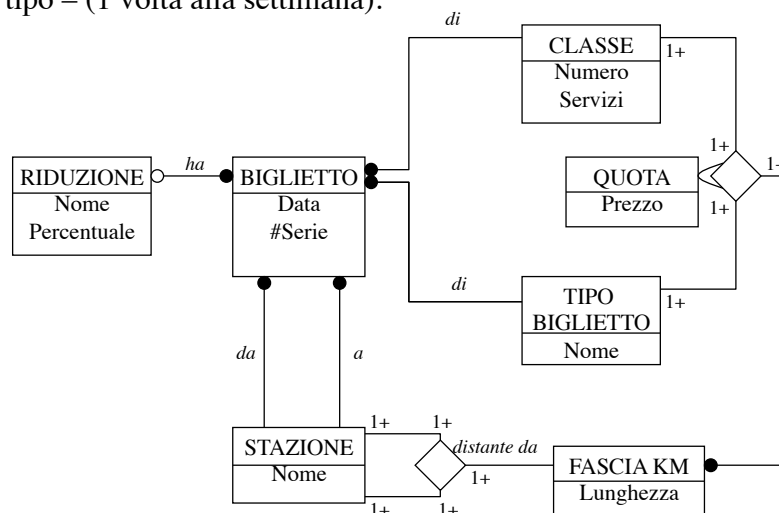 tipo – (1 volta alla settimana).
di
CLASSE
1+
Numero
Servizi
1+
1+
RIDUZIONE
ha
BIGLIETTO
QUOTA
Nome
Percentuale
Data
#Serie
Prezzo
1+
di
TIPO
BIGLIETTO
1+
Nome
da
a
1+
1+
STAZIONE
distante da
FASCIA KM
Nome
1+
Lunghezza
1+
1+